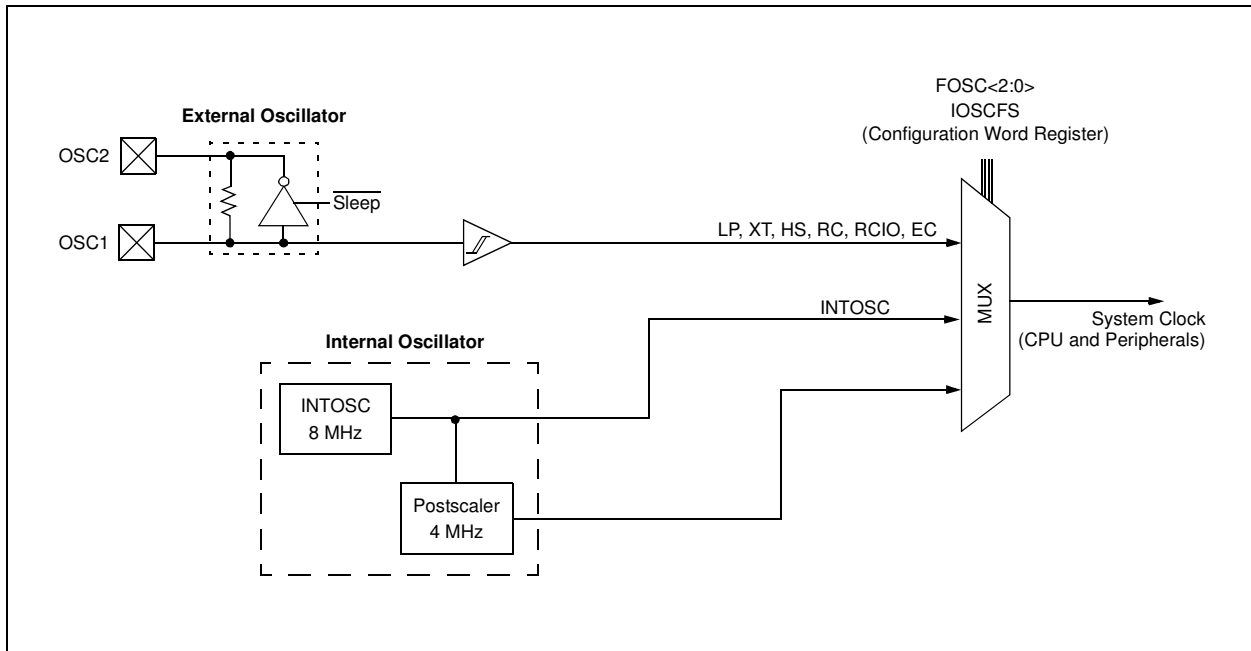 FOSC<2:0>
IOSCFS
(Configuration Word Register)
External Oscillator
OSC2
Sleep
OSC1
LP, XT, HS, RC, RCIO, EC
MUX
INTOSC
System Clock
(CPU and Peripherals)
Internal Oscillator
INTOSC
8 MHz
Postscaler
4 MHz